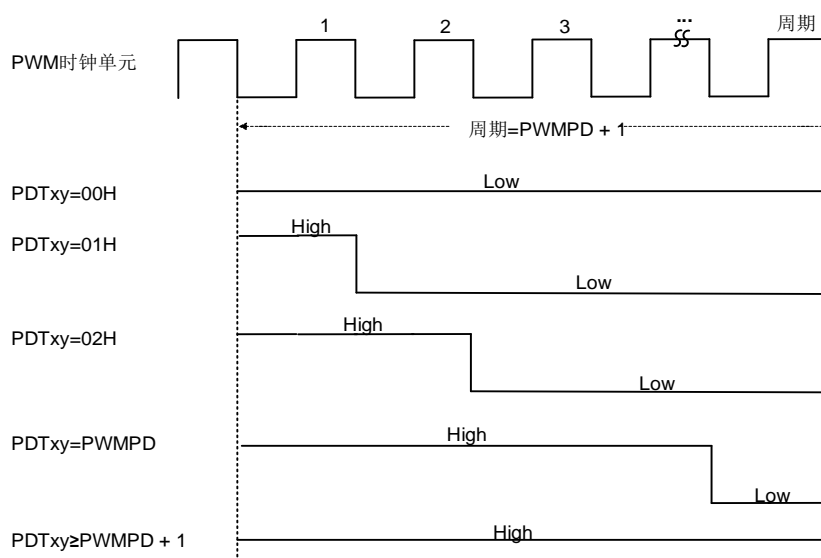 1 2 3 ... 周期
PWM时钟单元
周期=PWMPD + 1
PDTxy=00H
Low
PDTxy=01H
High
Low
PDTxy=02H
High
Low
PDTxy=PWMPD
High
Low
PDTxy≥PWMPD + 1
High